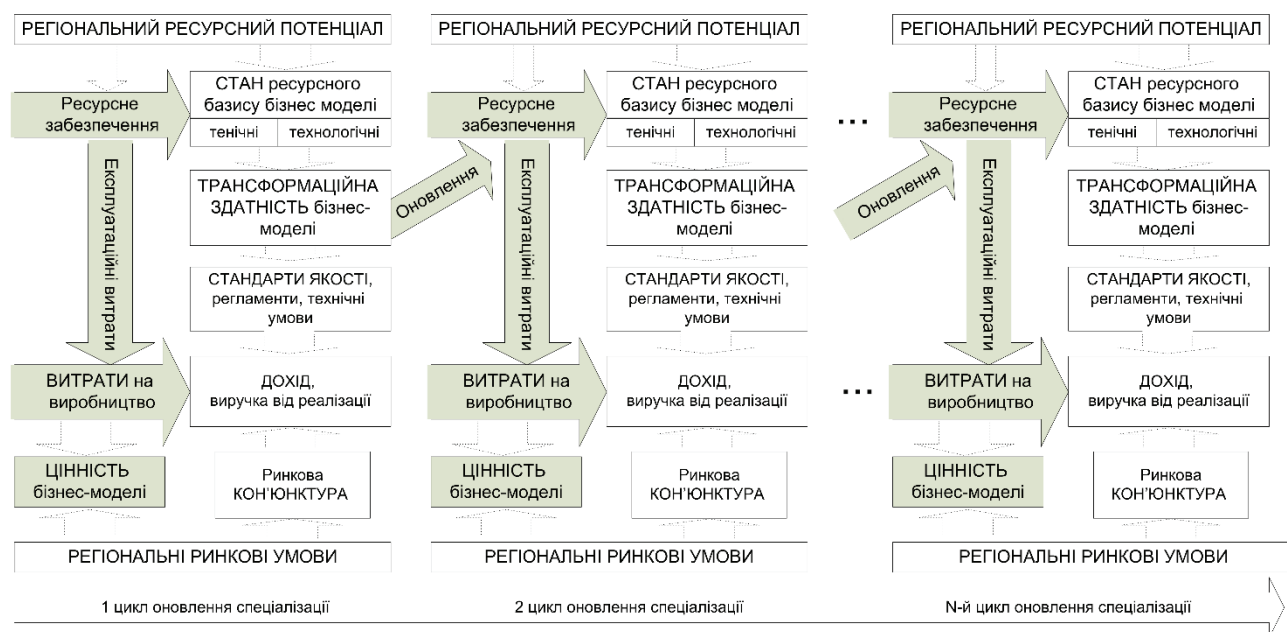 РЕГІОНАЛЬНИЙ РЕСУРСНИЙ ПОТЕНЦІАЛ
Ресурсне
забезпечення
СТАН ресурсного
базису бізнес моделі
тенічні
технологічні
Експлуатаційні витрати
ТРАНСФОРМАЦІЙНА
ЗДАТНІСТЬ бізнес-
моделі
СТАНДАРТИ ЯКОСТІ,
регламенти, технічні
умови
ВИТРАТИ на
виробництво
ДОХІД,
виручка від реалізації
ЦІННІСТЬ
бізнес-моделі
Ринкова
КОН'ЮНКТУРА
РЕГІОНАЛЬНІ РИНКОВІ УМОВИ
1 цикл оновлення спеціалізації
Оновлення
РЕГІОНАЛЬНИЙ РЕСУРСНИЙ ПОТЕНЦІАЛ
Ресурсне
забезпечення
СТАН ресурсного
базису бізнес моделі
тенічні
технологічні
Експлуатаційні витрати
ТРАНСФОРМАЦІЙНА
ЗДАТНІСТЬ бізнес-
моделі
СТАНДАРТИ ЯКОСТІ,
регламенти, технічні
умови
ВИТРАТИ на
виробництво
ДОХІД,
виручка від реалізації
ЦІННІСТЬ
бізнес-моделі
Ринкова
КОН'ЮНКТУРА
РЕГІОНАЛЬНІ РИНКОВІ УМОВИ
2 цикл оновлення спеціалізації
...
Оновлення
...
РЕГІОНАЛЬНИЙ РЕСУРСНИЙ ПОТЕНЦІАЛ
Ресурсне
забезпечення
СТАН ресурсного
базису бізнес моделі
тенічні
технологічні
Експлуатаційні витрати
ТРАНСФОРМАЦІЙНА
ЗДАТНІСТЬ бізнес-
моделі
СТАНДАРТИ ЯКОСТІ,
регламенти, технічні
умови
ВИТРАТИ на
виробництво
ДОХІД,
виручка від реалізації
ЦІННІСТЬ
бізнес-моделі
Ринкова
КОН'ЮНКТУРА
РЕГІОНАЛЬНІ РИНКОВІ УМОВИ
N-й цикл оновлення спеціалізації